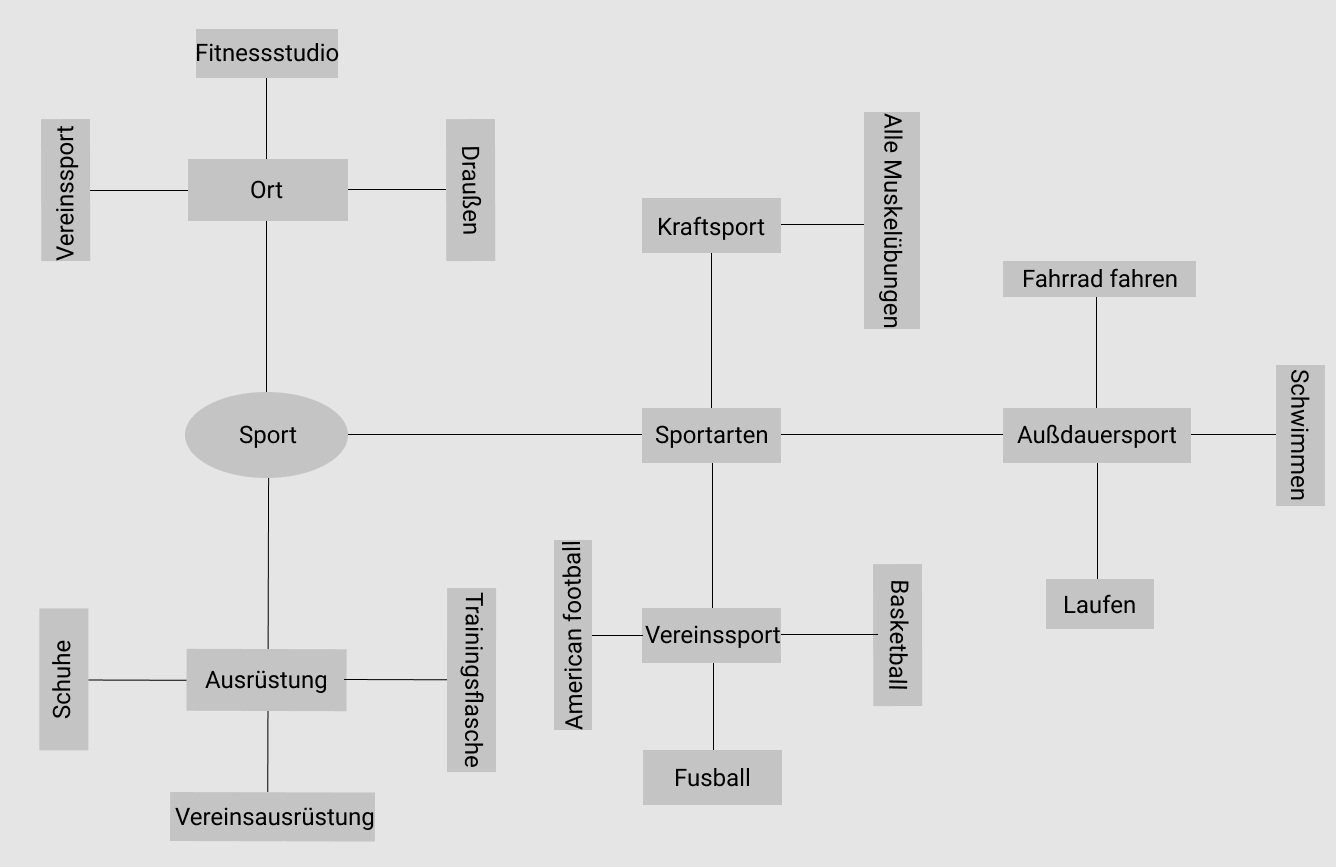 Fitnessstudio
Vereinssport
Ort
Draußen
Alle Muskelübungen
Kraftsport
Fahrrad fahren
Schwimmen
Sport
Sportarten
Außdauersport
American football
Basketball
Laufen
Trainingsflasche
Schuhe
Vereinssport
Ausrüstung
Fusball
Vereinsausrüstung